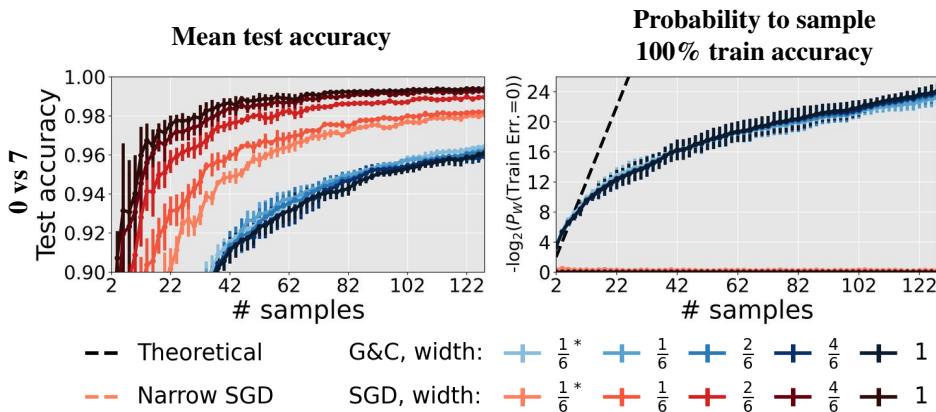 Mean test accuracy
Probability to sample
100% train accuracy
0 vs 7
Test accuracy
1.00
0.98
0.96
0.94
0.92
0.90
2 22 42 62 82 102 122
# samples
-log₂(P_W(Train Err.=0))
24
20
16
12
8
4
0
2 22 42 62 82 102 122
# samples
Theoretical G&C, width: 1/6* 1/6 2/6 4/6 1
Narrow SGD SGD, width: 1/6* 1/6 2/6 4/6 1